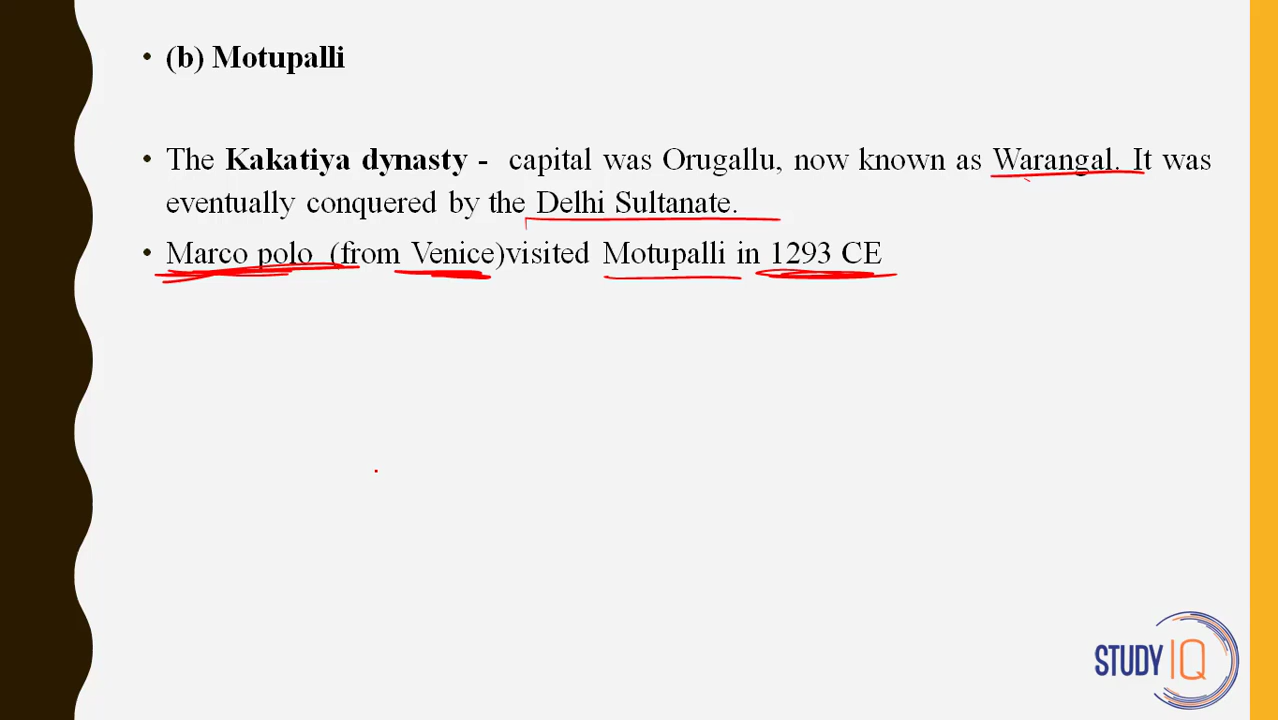 • (b) Motupalli
• The Kakatiya dynasty - capital was Orugallu, now known as Warangal. It was
eventually conquered by the Delhi Sultanate.
• Marco polo (from Venice)visited Motupalli in 1293 CE
STUDY IQ